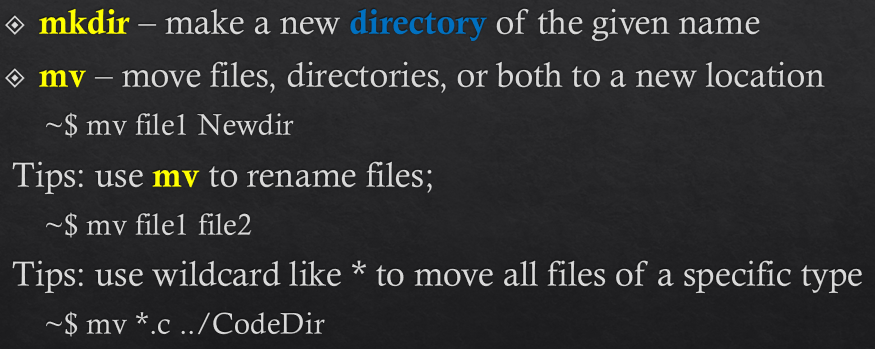 mkdir – make a new directory of the given name
mv – move files, directories, or both to a new location
~$ mv file1 Newdir
Tips: use mv to rename files;
~$ mv file1 file2
Tips: use wildcard like * to move all files of a specific type
~$ mv *.c ../CodeDir